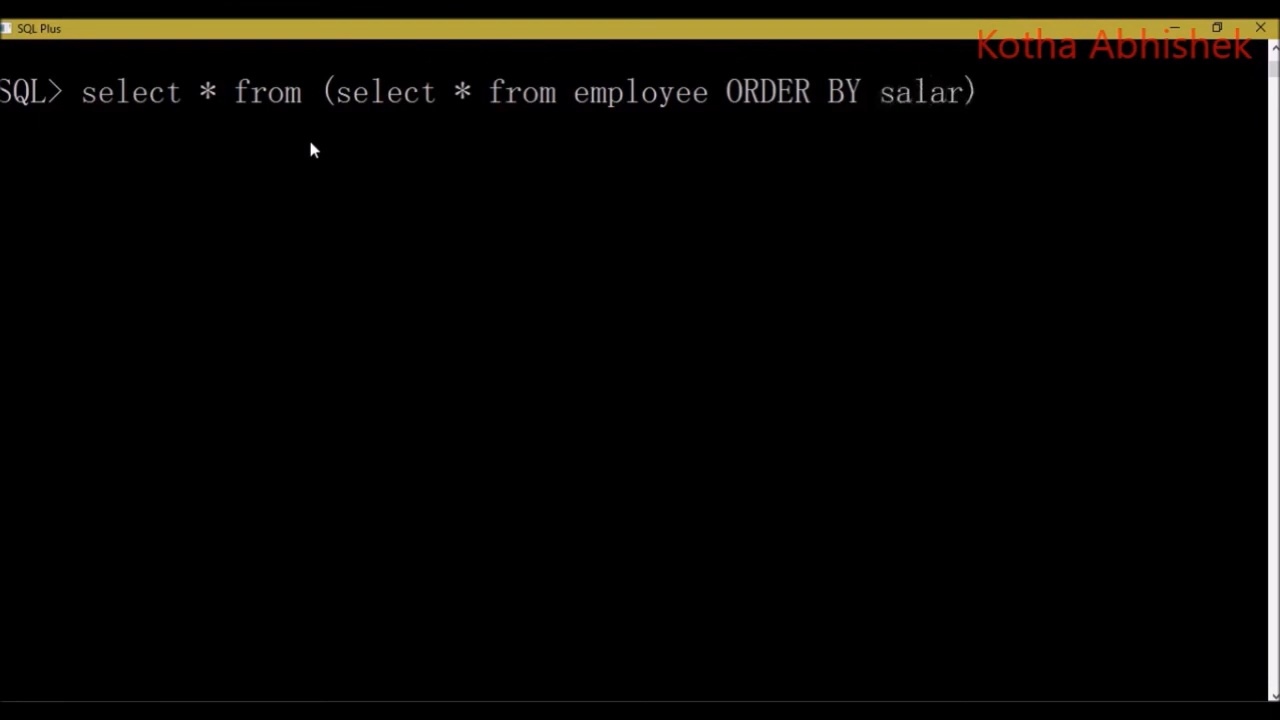 SQL Plus
Kotha Abhishek
SQL> select * from (select * from employee ORDER BY salar)